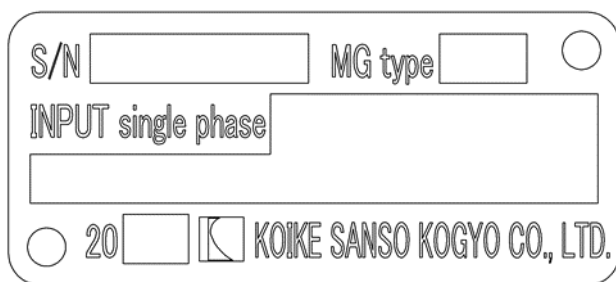 S/N MG type
INPUT single phase
20 KOIKE SANSO KOGYO CO., LTD.